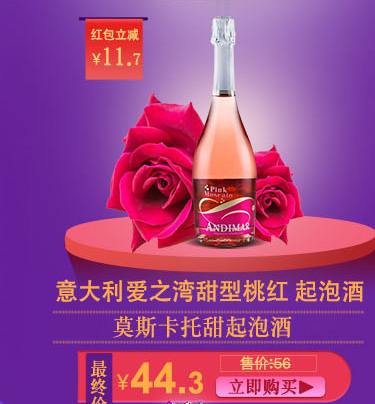 红包立减
¥11.7
Pink
Moscato
ANDIMAR
意大利爱之湾甜型桃红 起泡酒
莫斯卡托甜起泡酒
最终价
¥44.3
售价:56
立即购买▶